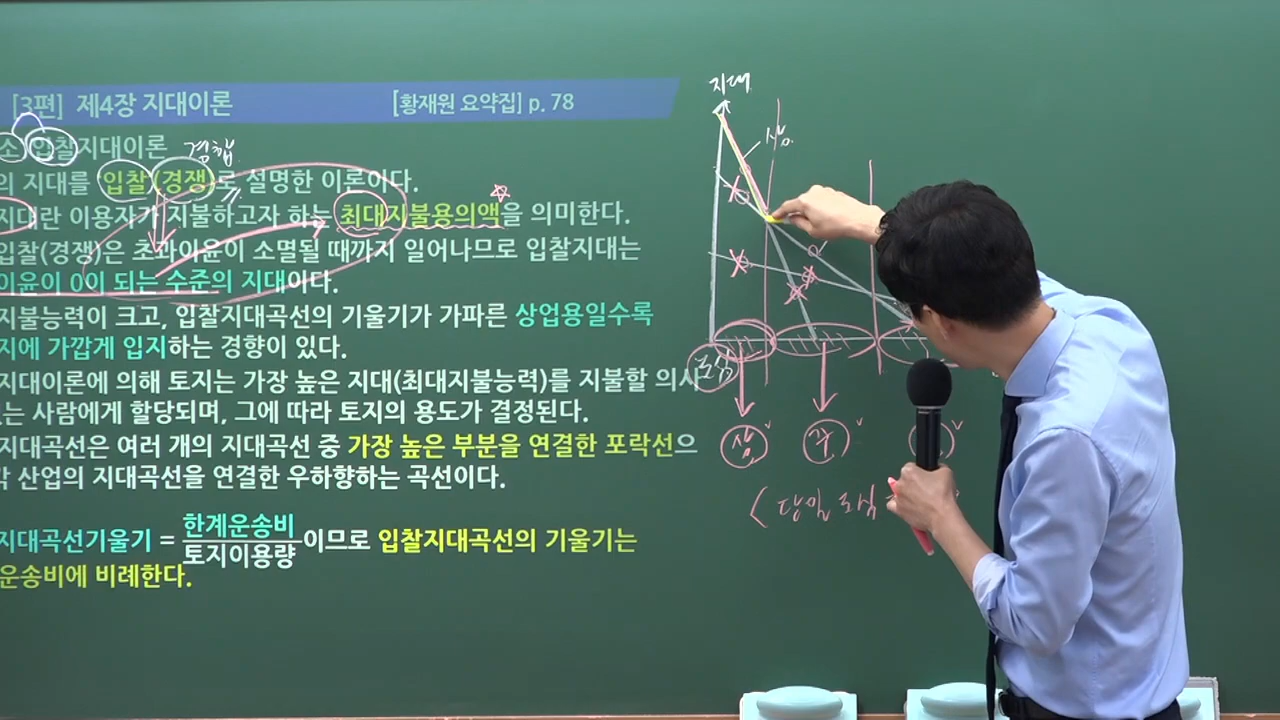 [3편] 제4장 지대이론 [황재원 요약집] p. 78
입찰지대이론
경합
의 지대를 입찰(경쟁)로 설명한 이론이다.
지대란 이용자가 지불하고자 하는 최대지불용의액을 의미한다.
입찰(경쟁)은 초과이윤이 소멸될 때까지 일어나므로 입찰지대는
이윤이 0이 되는 수준의 지대이다.
지불능력이 크고, 입찰지대곡선의 기울기가 가파른 상업용일수록
지에 가깝게 입지하는 경향이 있다.
지대이론에 의해 토지는 가장 높은 지대(최대지불능력)를 지불할 의사
는 사람에게 할당되며, 그에 따라 토지의 용도가 결정된다.
지대곡선은 여러 개의 지대곡선 중 가장 높은 부분을 연결한 포락선으
각 산업의 지대곡선을 연결한 우하향하는 곡선이다.
지대곡선기울기 = 한계운송비
토지이용량
이므로 입찰지대곡선의 기울기는
운송비에 비례한다.
지대
상
도심
상 주
〈단일도심